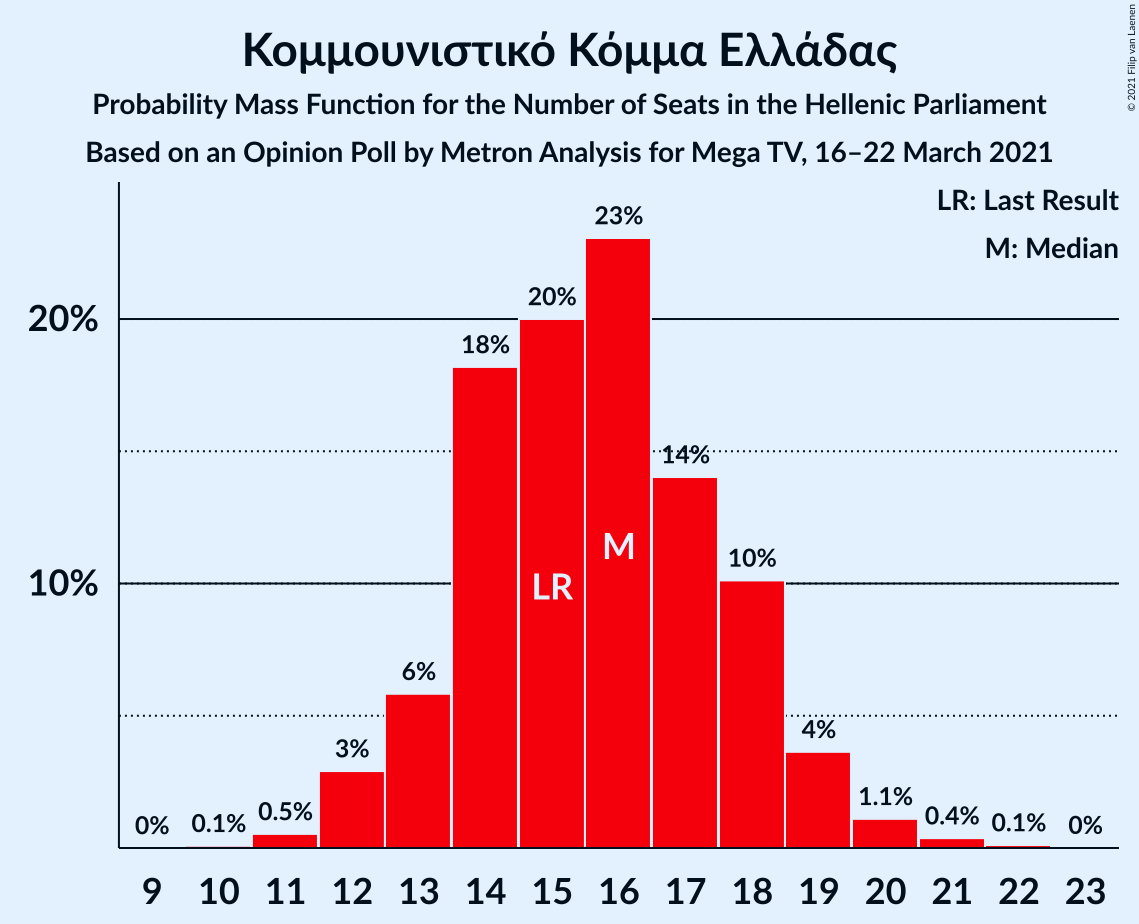 Κομμουνιστικό Κόμμα Ελλάδας
Probability Mass Function for the Number of Seats in the Hellenic Parliament
Based on an Opinion Poll by Metron Analysis for Mega TV, 16–22 March 2021
© 2021 Filip van Laenen
LR: Last Result
M: Median
20%
10%
0%
0.1%
0.5%
3%
6%
18%
20%
23%
14%
10%
4%
1.1%
0.4%
0.1%
0%
LR
M
9 10 11 12 13 14 15 16 17 18 19 20 21 22 23